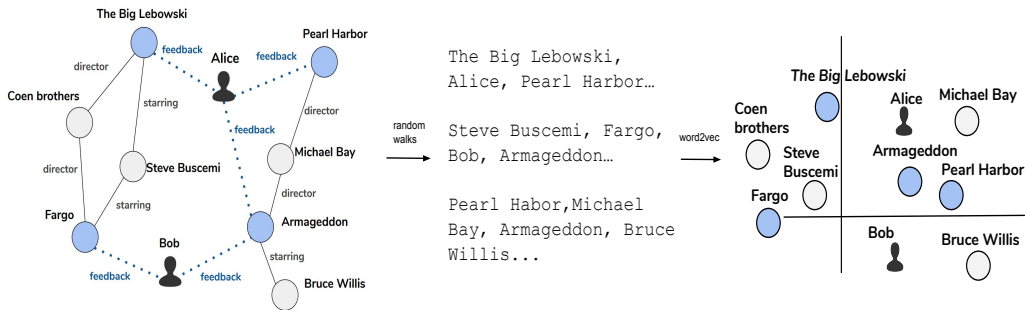 The Big Lebowski
Pearl Harbor
feedback
Alice
feedback
director
starring
Coen brothers
feedback
director
director
Michael Bay
Steve Buscemi
starring
director
Fargo
Armageddon
Bob
feedback
feedback
starring
Bruce Willis
random
walks
The Big Lebowski,
Alice, Pearl Harbor…
Steve Buscemi, Fargo,
Bob, Armageddon…
Pearl Habor,Michael
Bay, Armageddon, Bruce
Willis...
word2vec
The Big Lebowski
Alice
Michael Bay
Coen
brothers
Steve
Buscemi
Armageddon
Pearl Harbor
Fargo
Bob
Bruce Willis